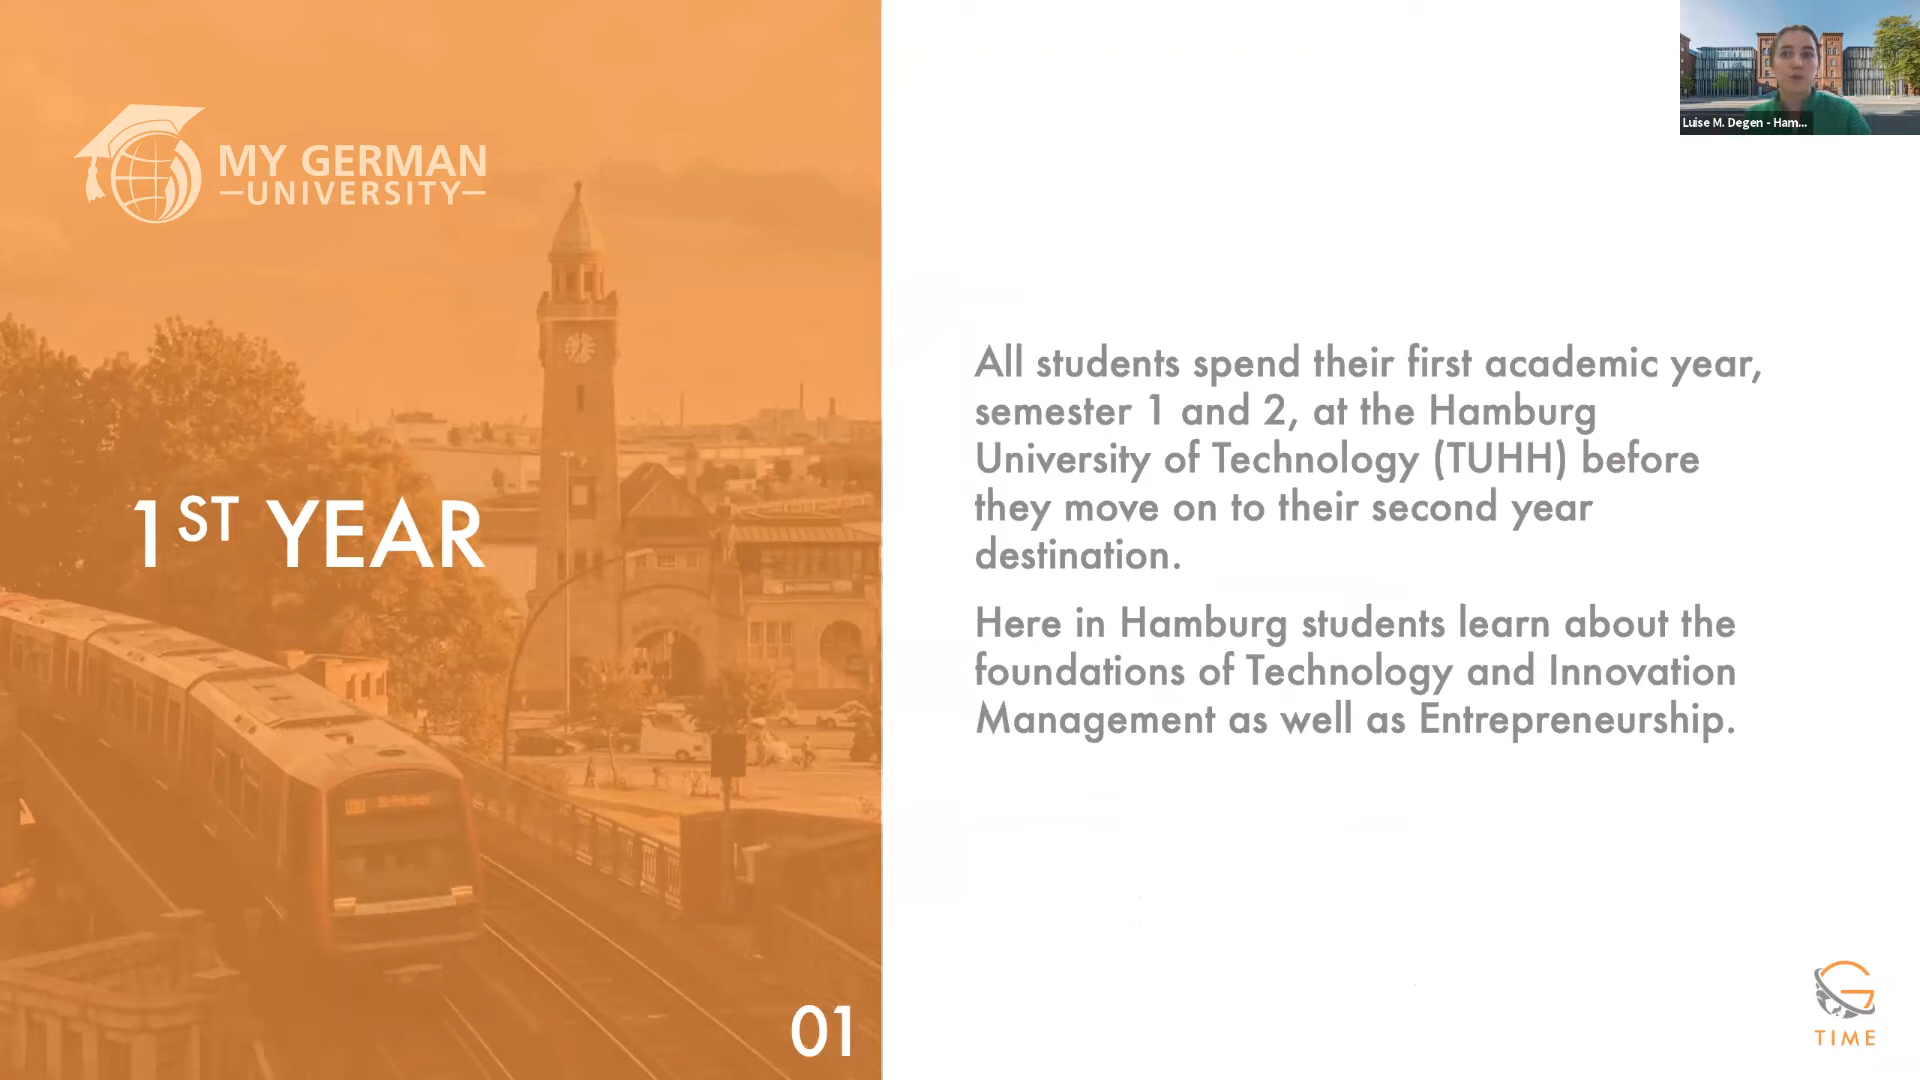 MY GERMAN
UNIVERSITY
1ST YEAR
01
Luise M. Degen - Ham...
All students spend their first academic year,
semester 1 and 2, at the Hamburg
University of Technology (TUHH) before
they move on to their second year
destination.
Here in Hamburg students learn about the
foundations of Technology and Innovation
Management as well as Entrepreneurship.
G
TIME